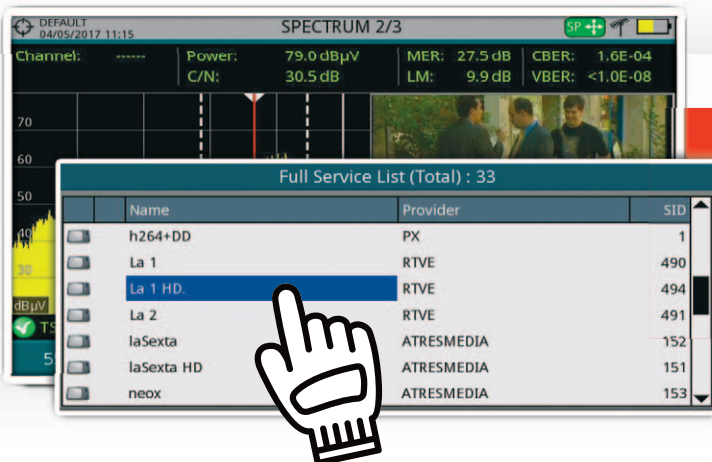 DEFAULT
04/05/2017 11:15
SPECTRUM 2/3
SP
Channel: ------ Power: 79.0 dBµV MER: 27.5 dB CBER: 1.6E-04
C/N: 30.5 dB LM: 9.9 dB VBER: <1.0E-08
70
60
50
40
30
dBµV
TS
5
Full Service List (Total) : 33
Name Provider SID
h264+DD PX 1
La 1 RTVE 490
La 1 HD. RTVE 494
La 2 RTVE 491
laSexta ATRESMEDIA 152
laSexta HD ATRESMEDIA 151
neox ATRESMEDIA 153